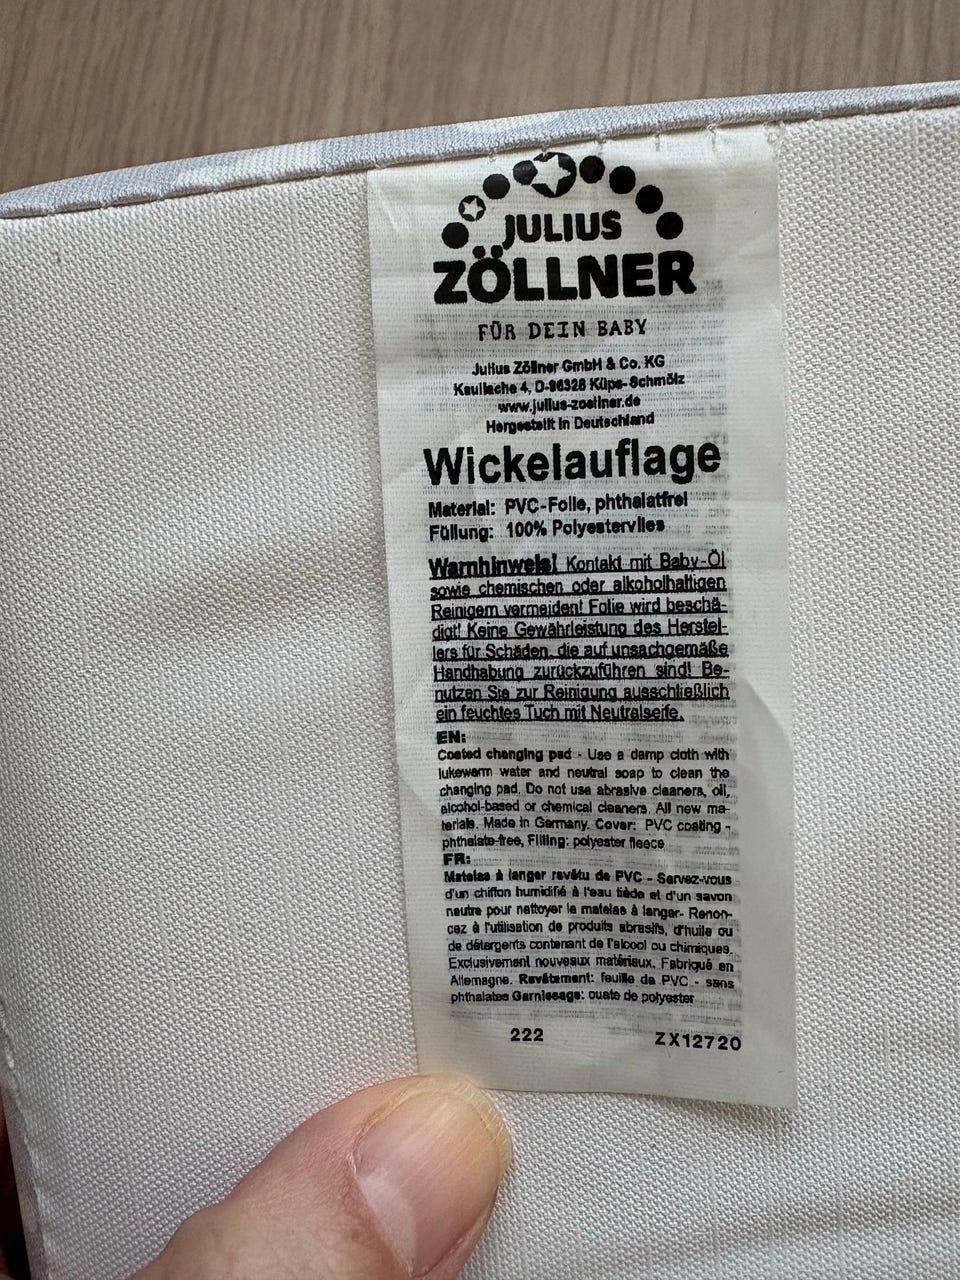 JULIUS
ZÖLLNER
FÜR DEIN BABY
Julius Zöllner GmbH & Co. KG
Kaullache 4, D-96328 Küps-Schmölz
www.julius-zoellner.de
Hergestellt in Deutschland
Wickelauflage
Material: PVC-Folie, phthalatfrei
Füllung: 100% Polyestervlies
Warnhinweis! Kontakt mit Baby-Öl
sowie chemischen oder alkoholhaltigen
Reinigern vermeiden! Folie wird beschä-
digt! Keine Gewährleistung des Herstel-
lers für Schäden, die auf unsachgemäße
Handhabung zurückzuführen sind! Be-
nutzen Sie zur Reinigung ausschließlich
ein feuchtes Tuch mit Neutralseife.
EN:
Coated changing pad - Use a damp cloth with
lukewarm water and neutral soap to clean the
changing pad. Do not use abrasive cleaners, oil,
alcohol-based or chemical cleaners. All new ma-
terials. Made in Germany. Cover: PVC coating -
phthalate-free, Filling: polyester fleece
FR:
Matelas à langer revêtu de PVC - Servez-vous
d'un chiffon humidifié à l'eau tiède et d'un savon
neutre pour nettoyer le matelas à langer- Renon-
cez à l'utilisation de produits abrasifs, d'huile ou
de détergents contenant de l'alcool ou chimiques.
Exclusivement nouveaux matériaux. Fabriqué en
Allemagne. Revêtement: feuille de PVC - sans
phthalates Garnissage: ouate de polyester
222 ZX12720